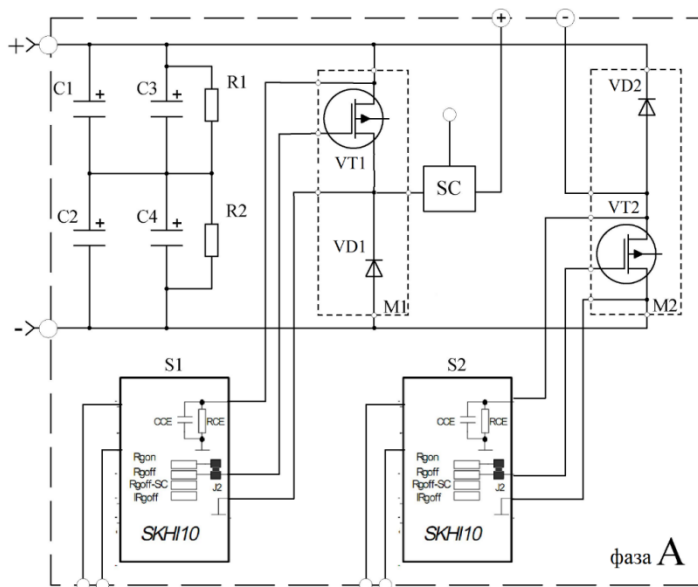 +
-
+
C1
+
C3
+
R1
VD2
VT1
SC
C2
+
C4
+
R2
VT2
VD1
M1
M2
-
S1
S2
CCE
RCE
Rgon
Rgoff
Rgoff-SC
IRgoff
J2
SKHI10
CCE
RCE
Rgon
Rgoff
Rgoff-SC
IRgoff
J2
SKHI10
фаза A